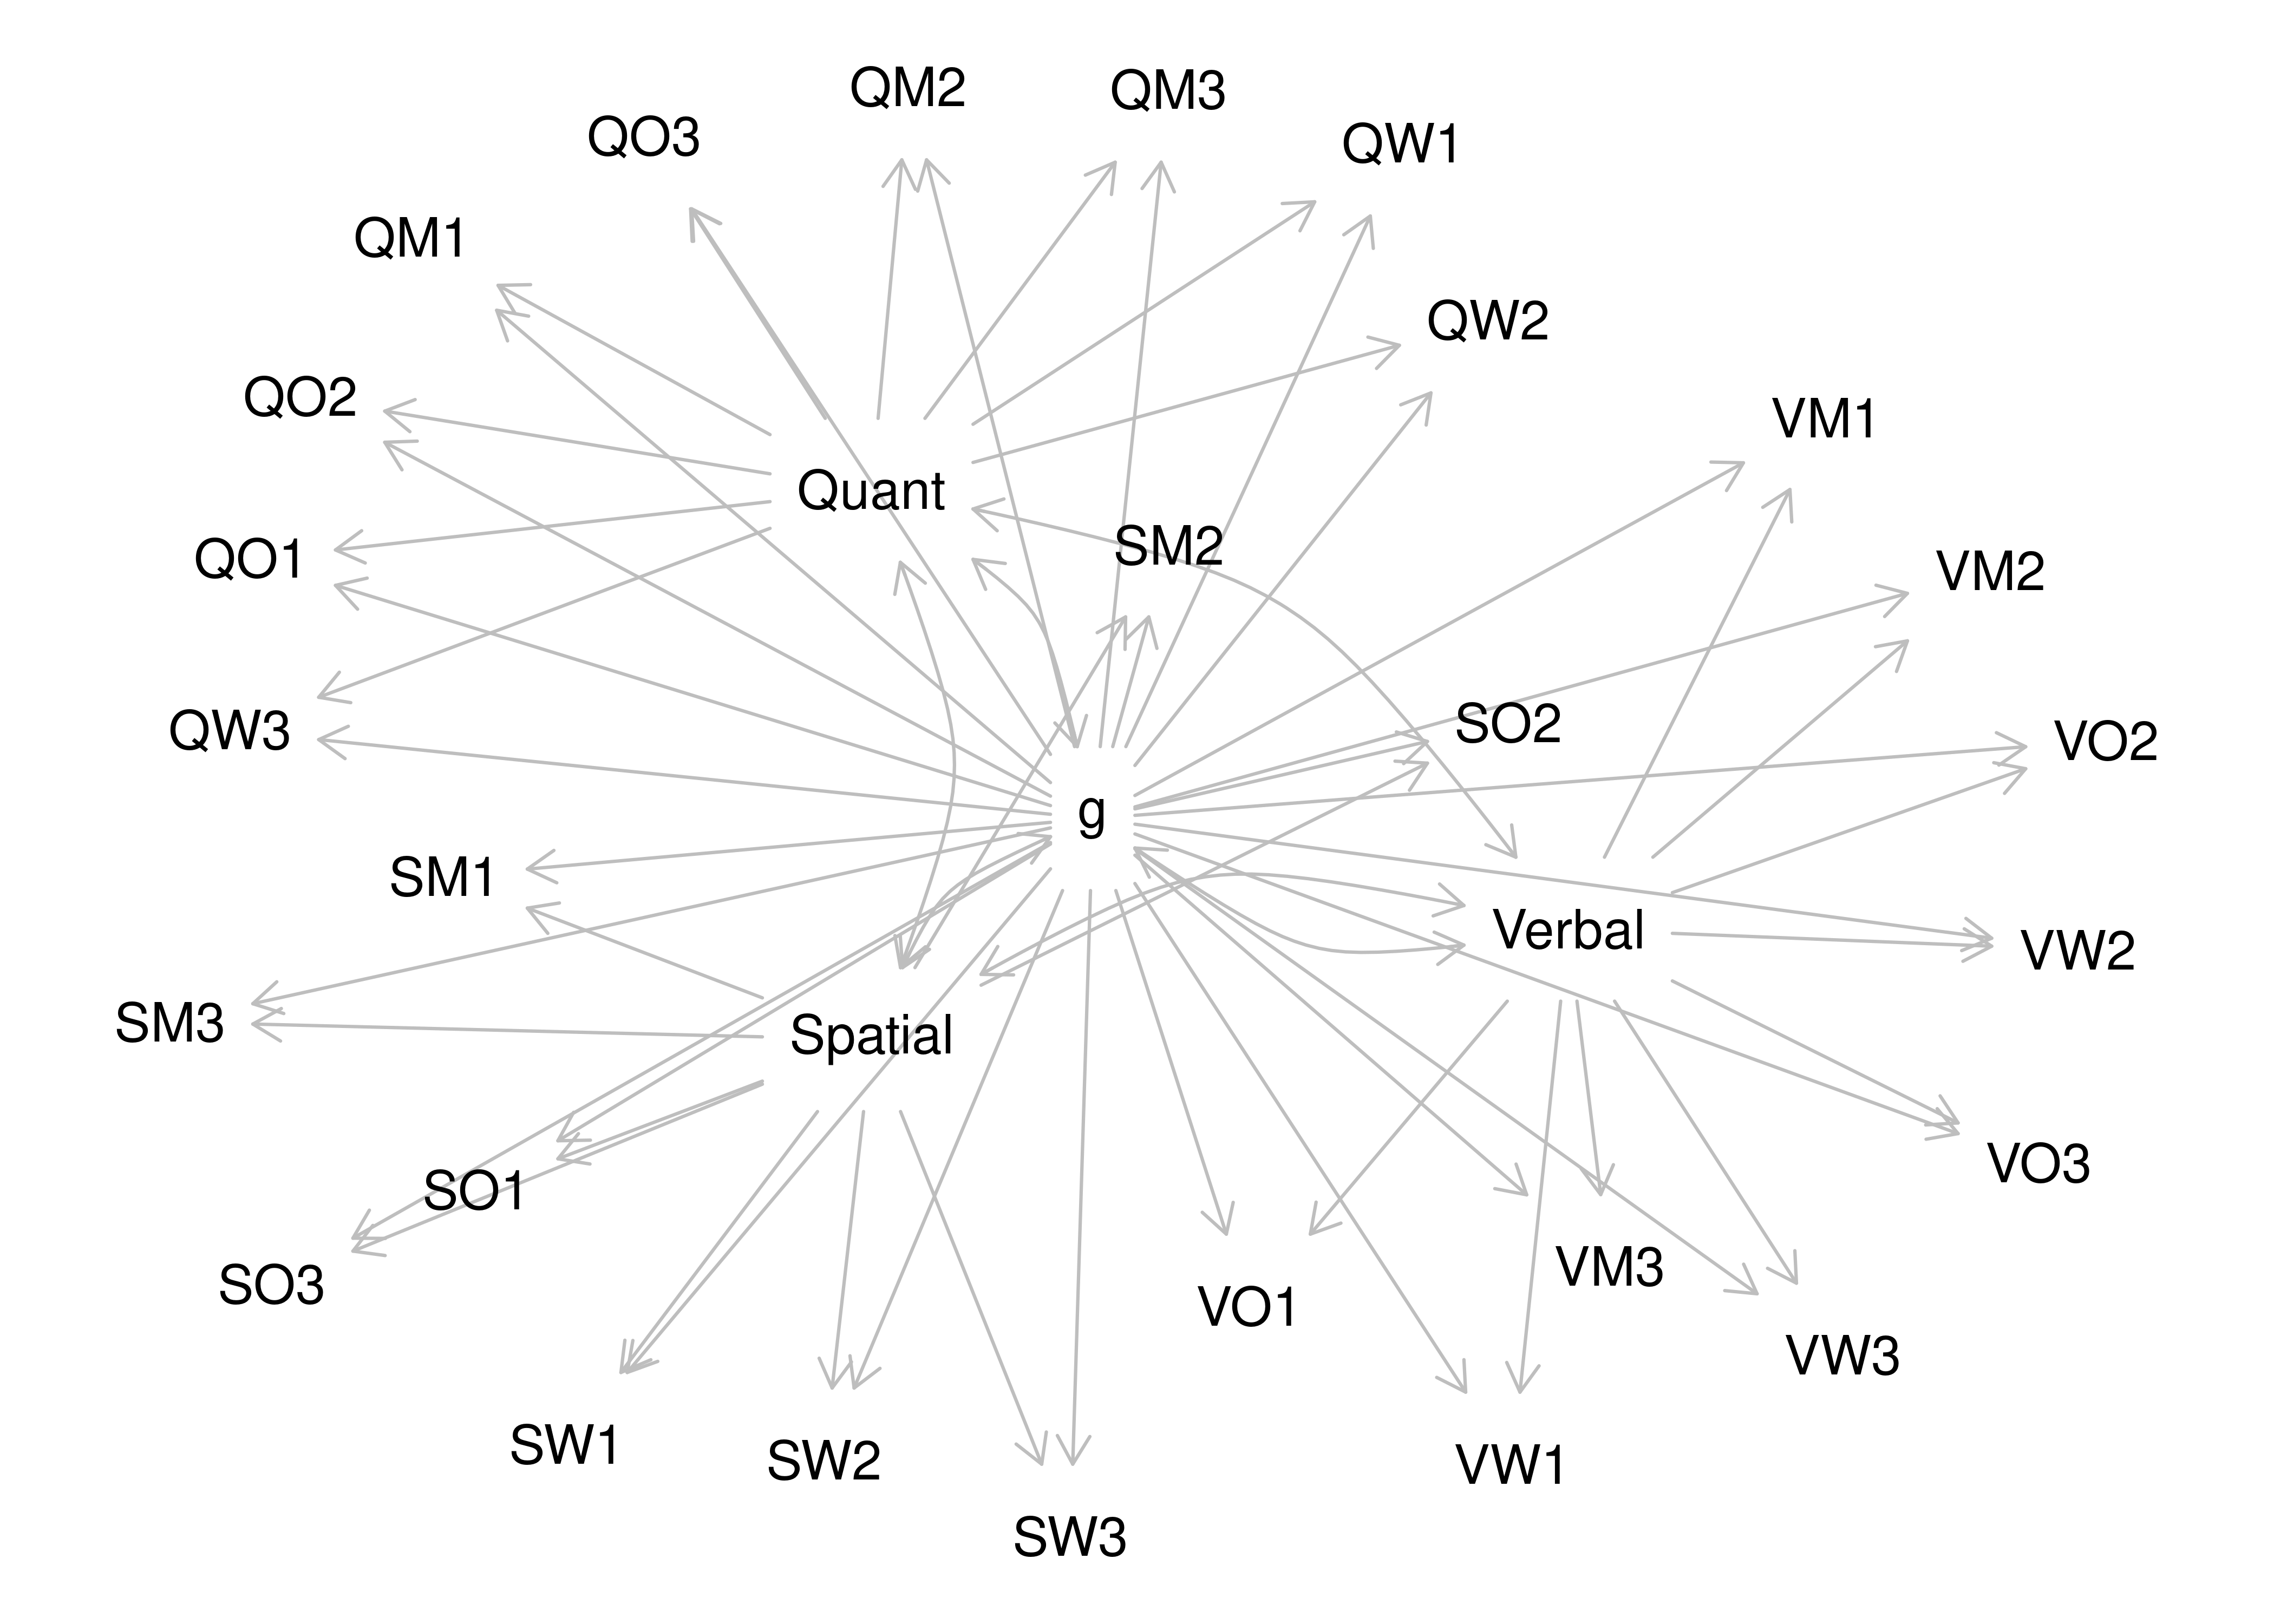 QM2
QM3
QO3
QW1
QM1
QW2
QO2
VM1
Quant
SM2
QO1
VM2
QW3
SO2
VO2
g
SM1
Verbal
VW2
SM3
Spatial
VO3
SO1
VM3
SO3
VO1
VW3
SW1
SW2
VW1
SW3